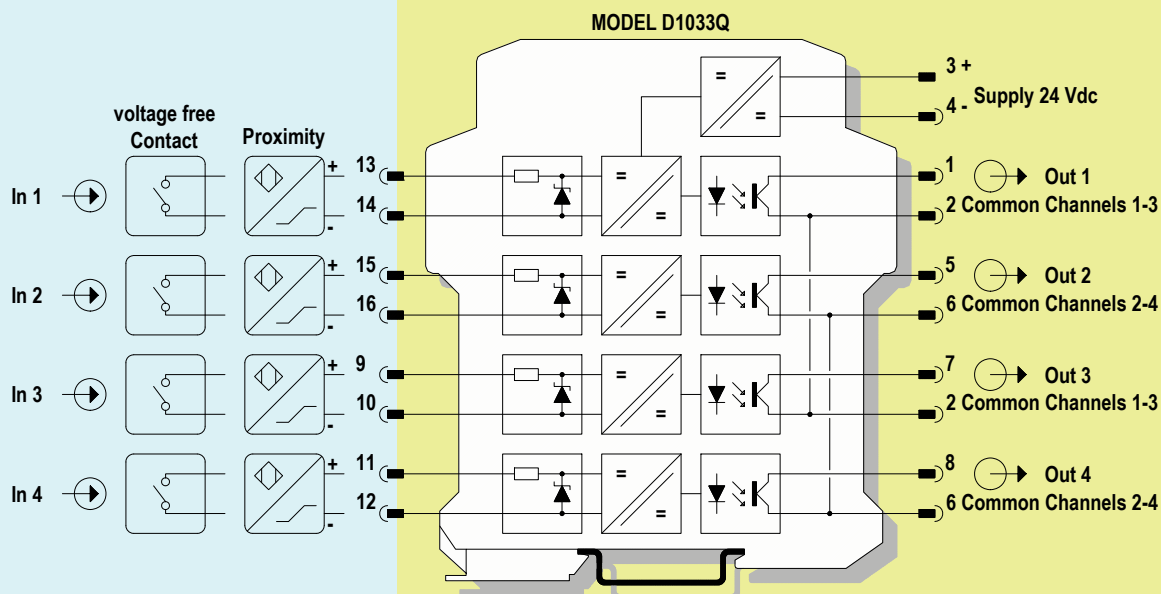 MODEL D1033Q
3 +
4 -
Supply 24 Vdc
voltage free
Contact
Proximity
In 1
+
13
14
-
=
=
=
=
1
Out 1
2 Common Channels 1-3
In 2
+
15
16
-
=
=
5
Out 2
6 Common Channels 2-4
In 3
+
9
10
-
=
=
7
Out 3
2 Common Channels 1-3
In 4
+
11
12
-
=
=
8
Out 4
6 Common Channels 2-4